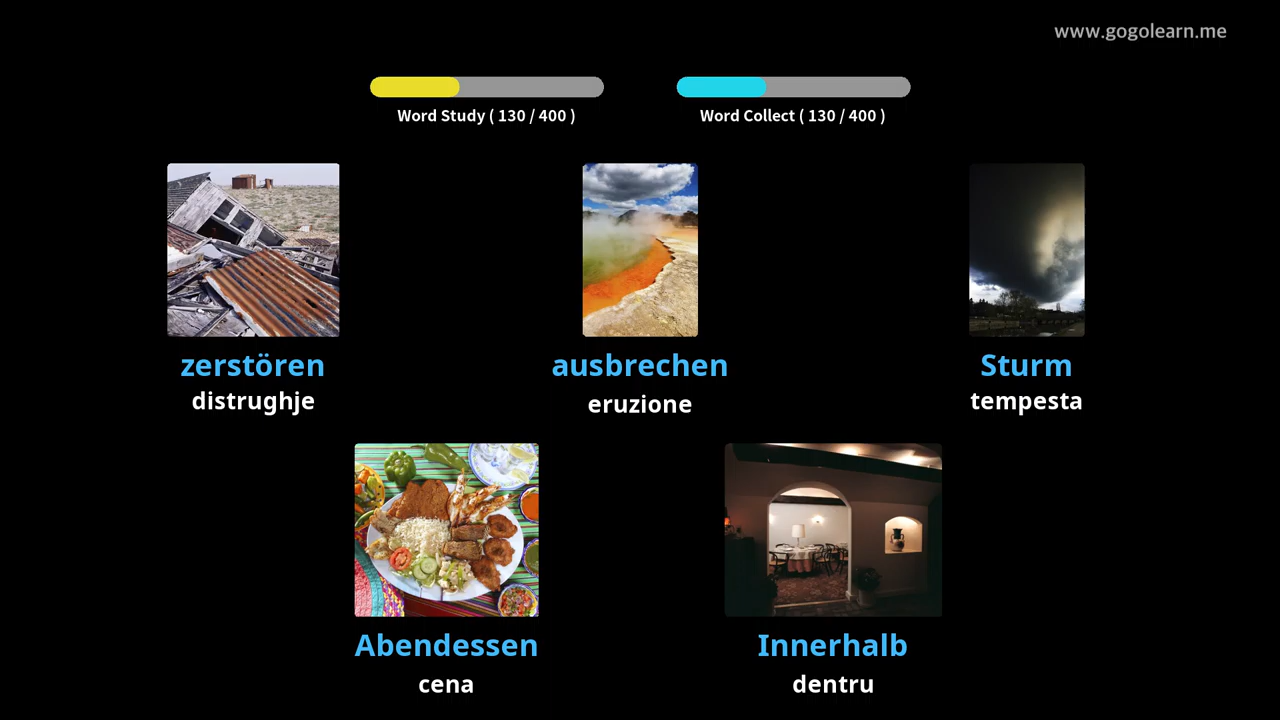 www.gogolearn.me
Word Study ( 130 / 400 )
Word Collect ( 130 / 400 )
zerstören
distrughje
ausbrechen
eruzione
Sturm
tempesta
Abendessen
cena
Innerhalb
dentru